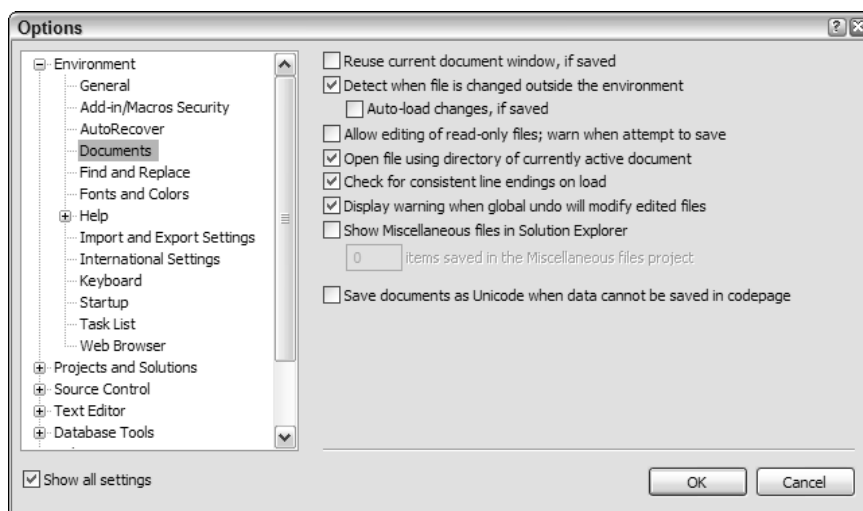 Options
Environment
General
Add-in/Macros Security
AutoRecover
Documents
Find and Replace
Fonts and Colors
Help
Import and Export Settings
International Settings
Keyboard
Startup
Task List
Web Browser
Projects and Solutions
Source Control
Text Editor
Database Tools
Show all settings
Reuse current document window, if saved
Detect when file is changed outside the environment
Auto-load changes, if saved
Allow editing of read-only files; warn when attempt to save
Open file using directory of currently active document
Check for consistent line endings on load
Display warning when global undo will modify edited files
Show Miscellaneous files in Solution Explorer
0 items saved in the Miscellaneous files project
Save documents as Unicode when data cannot be saved in codepage
OK Cancel